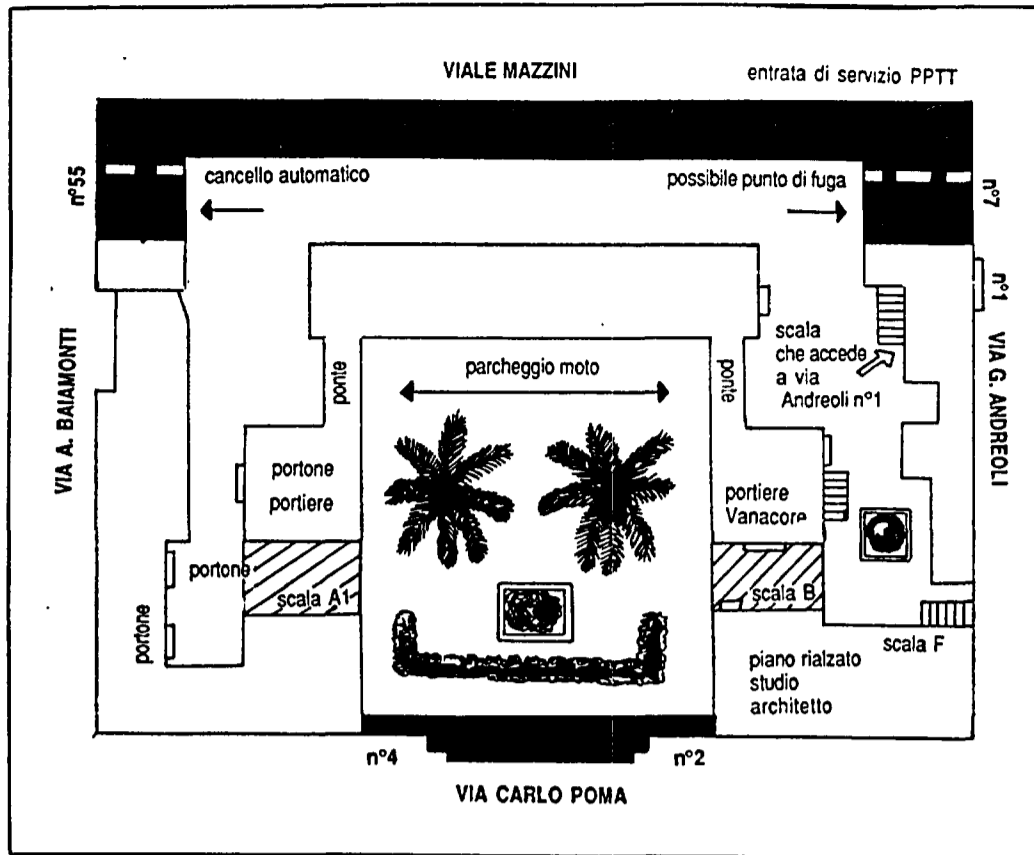 VIALE MAZZINI
entrata di servizio PPTT
n°55
cancello automatico
possibile punto di fuga
n°7
n°1
VIA A. BAIAMONTI
VIA G. ANDREOLI
scala
che accede
a via
Andreoli n°1
ponte
parcheggio moto
ponte
portone
portiere
portiere
Vanacore
portone
scala A1
scala B
portone
scala F
piano rialzato
studio
architetto
n°4
n°2
VIA CARLO POMA